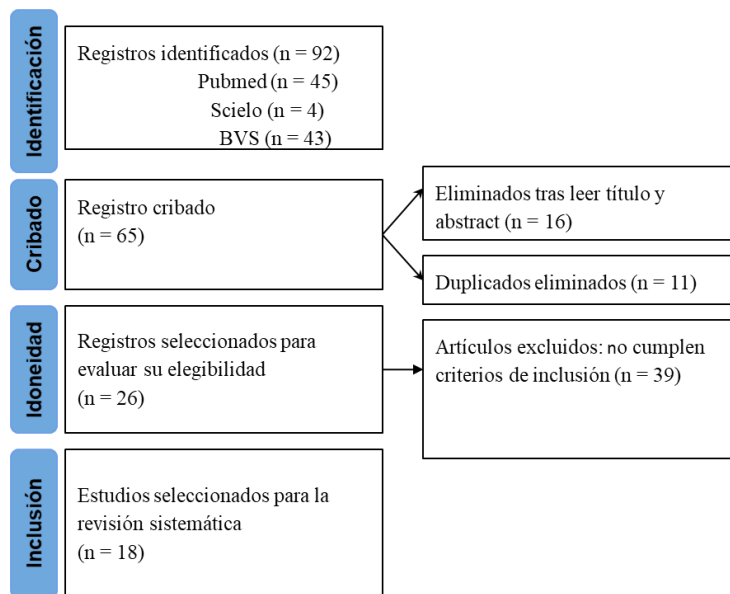 Identificación
Registros identificados (n = 92)
Pubmed (n = 45)
Scielo (n = 4)
BVS (n = 43)
Cribado
Registro cribado
(n = 65)
Eliminados tras leer título y
abstract (n = 16)
Duplicados eliminados (n = 11)
Idoneidad
Registros seleccionados para
evaluar su elegibilidad
(n = 26)
Artículos excluidos: no cumplen
criterios de inclusión (n = 39)
Inclusión
Estudios seleccionados para la
revisión sistemática
(n = 18)